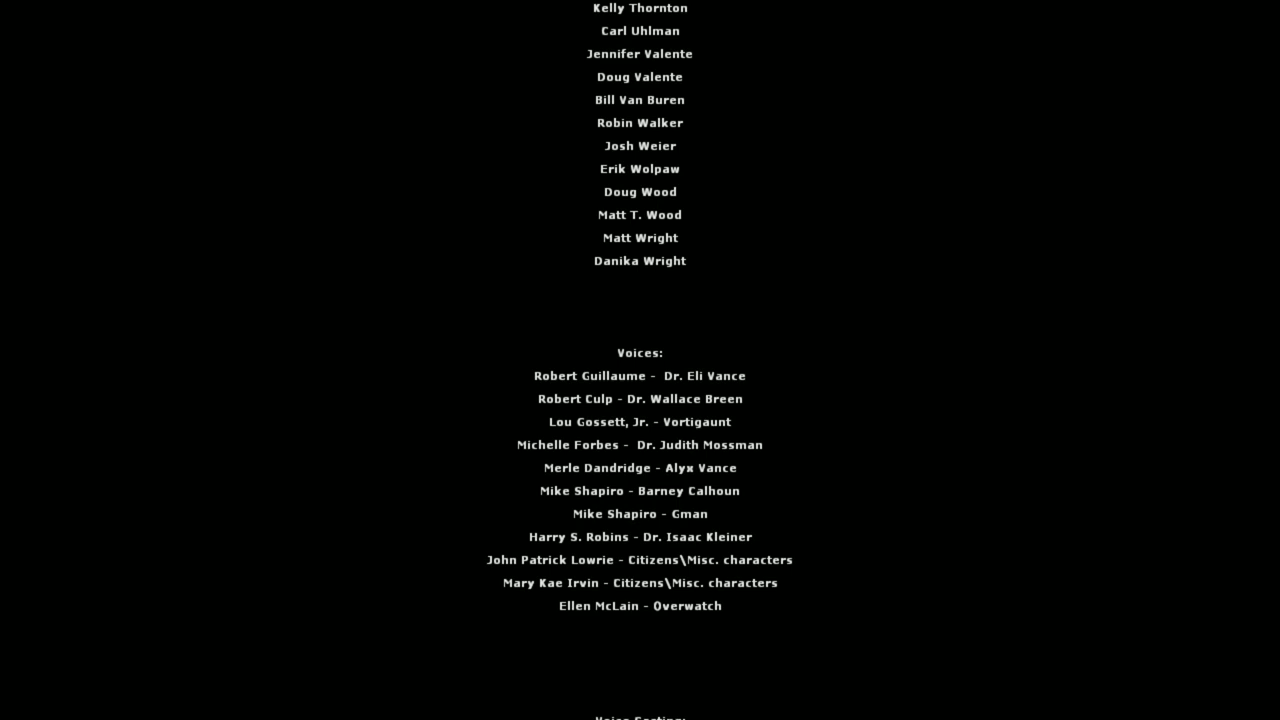 Kelly Thornton
Carl Uhlman
Jennifer Valente
Doug Valente
Bill Van Buren
Robin Walker
Josh Weier
Erik Wolpaw
Doug Wood
Matt T. Wood
Matt Wright
Danika Wright
Voices:
Robert Guillaume -  Dr. Eli Vance
Robert Culp - Dr. Wallace Breen
Lou Gossett, Jr. - Vortigaunt
Michelle Forbes -  Dr. Judith Mossman
Merle Dandridge - Alyx Vance
Mike Shapiro - Barney Calhoun
Mike Shapiro - Gman
Harry S. Robins - Dr. Isaac Kleiner
John Patrick Lowrie - Citizens\Misc. characters
Mary Kae Irvin - Citizens\Misc. characters
Ellen McLain - Overwatch